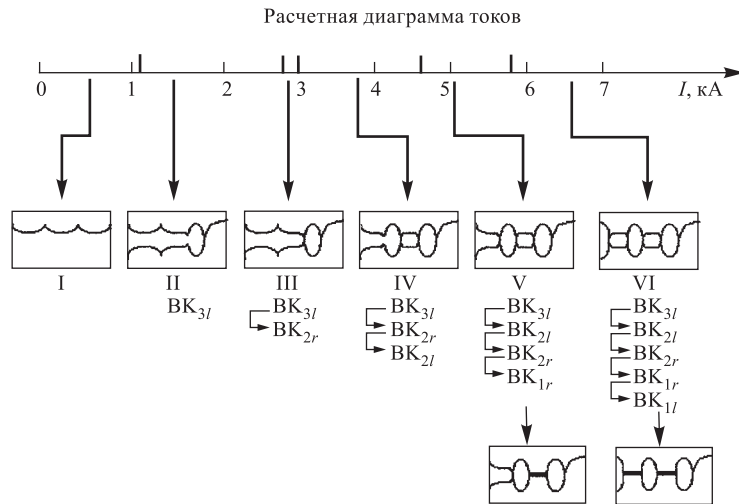 Расчетная диаграмма токов
0 1 2 3 4 5 6 7 I, кА
I II III IV V VI
BK3l BK3l BK3l BK3l BK3l
BK2r BK2r BK2l BK2l
BK2l BK2r BK2r
BK1r BK1r
BK1l